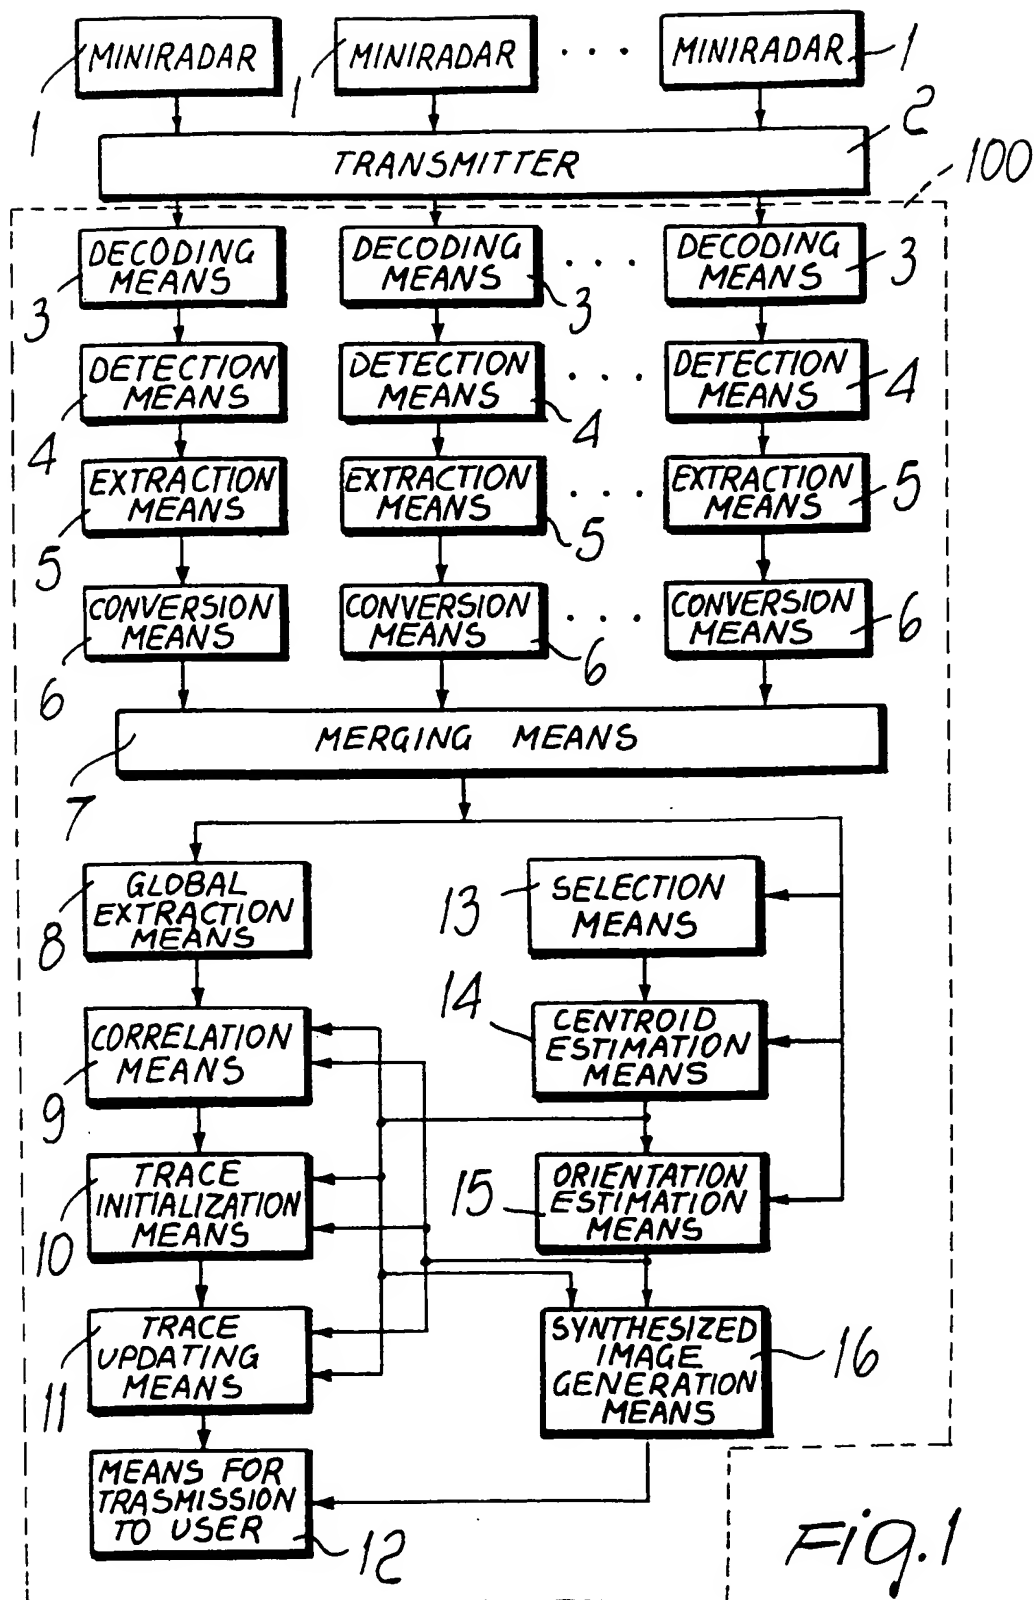 MINIRADAR MINIRADAR . . . MINIRADAR 1
1 1
2
TRANSMITTER
100
DECODING MEANS DECODING MEANS . . . DECODING MEANS 3
3 3
DETECTION MEANS DETECTION MEANS . . . DETECTION MEANS 4
4 4
EXTRACTION MEANS EXTRACTION MEANS . . . EXTRACTION MEANS 5
5 5
CONVERSION MEANS CONVERSION MEANS . . . CONVERSION MEANS 6
6 6
MERGING MEANS
7
GLOBAL
EXTRACTION
MEANS
8
13
SELECTION
MEANS
CORRELATION
MEANS
9
14
CENTROID
ESTIMATION
MEANS
TRACE
INITIALIZATION
MEANS
10
15
ORIENTATION
ESTIMATION
MEANS
TRACE
UPDATING
MEANS
11
SYNTHESIZED
IMAGE
GENERATION
MEANS
16
MEANS FOR
TRASMISSION
TO USER
12
Fig.1